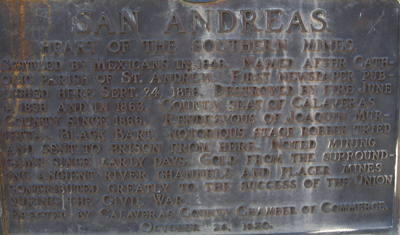 SAN ANDREAS
HEART OF THE SOUTHERN MINES
SETTLED BY MEXICANS IN 1848. NAMED AFTER CATH-
OLIC PARISH OF ST. ANDREW. FIRST NEWSPAPER PUB-
LISHED HERE SEPT. 24, 1856. DESTROYED BY FIRE JUNE
4, 1858 AND IN 1863. COUNTY SEAT OF CALAVERAS
COUNTY SINCE 1866. RENDEZVOUS OF JOAQUIN MUR-
IETTA. BLACK BART, NOTORIOUS STAGE ROBBER TRIED
AND SENT TO PRISON FROM HERE. NOTED MINING
CAMP SINCE EARLY DAYS. GOLD FROM THE SURROUND-
ING ANCIENT RIVER CHANNELS AND PLACER MINES
CONTRIBUTED GREATLY TO THE SUCCESS OF THE UNION
DURING THE CIVIL WAR.
ERECTED BY CALAVERAS COUNTY CHAMBER OF COMMERCE
OCTOBER 24, 1930.